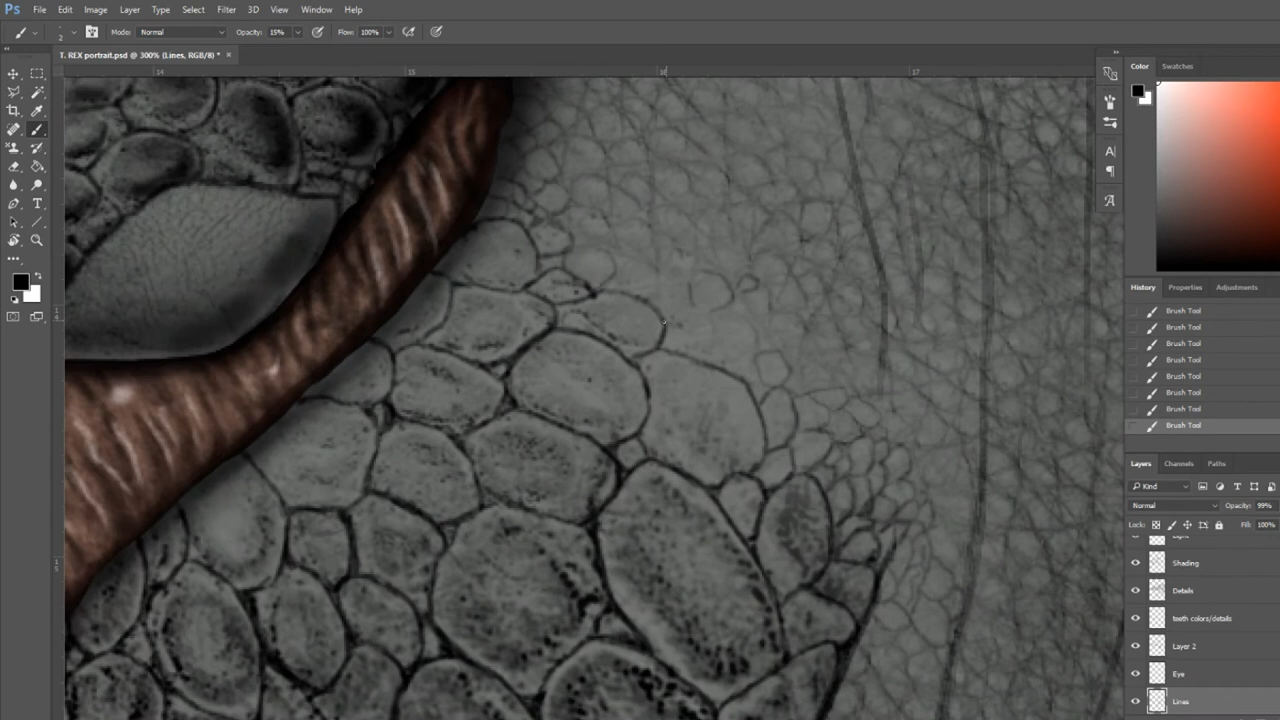 Ps File Edit Image Layer Type Select Filter 3D View Window Help
2 Mode: Normal Opacity: 15% Flow: 100%
T. REX portrait.psd @ 300% (Lines, RGB/8) * ×
14 15 16 17
Color Swatches
History Properties Adjustments
Brush Tool
Brush Tool
Brush Tool
Brush Tool
Brush Tool
Brush Tool
Brush Tool
Brush Tool
Layers Channels Paths
Kind
Normal Opacity: 99%
Lock: Fill: 100%
Light
Shading
Details
teeth colors/details
Layer 2
Eye
Lines